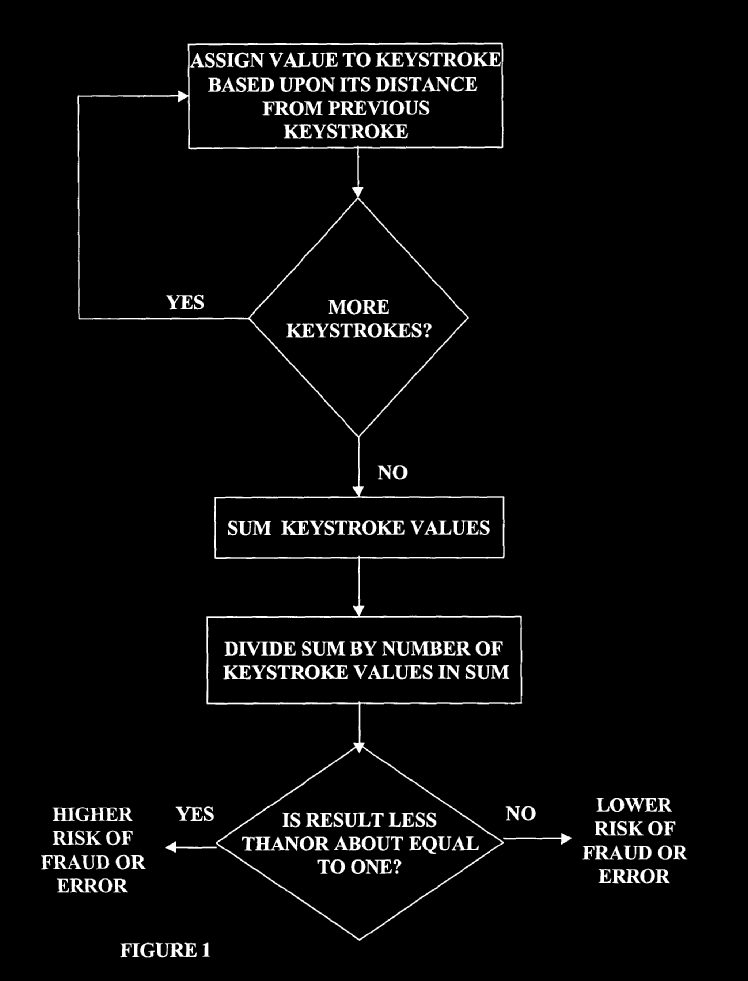 ASSIGN VALUE TO KEYSTROKE
BASED UPON ITS DISTANCE
FROM PREVIOUS
KEYSTROKE
YES
MORE
KEYSTROKES?
NO
SUM KEYSTROKE VALUES
DIVIDE SUM BY NUMBER OF
KEYSTROKE VALUES IN SUM
HIGHER
RISK OF
FRAUD OR
ERROR
YES
IS RESULT LESS
THANOR ABOUT EQUAL
TO ONE?
NO
LOWER
RISK OF
FRAUD OR
ERROR
FIGURE 1